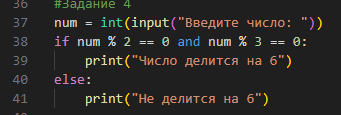 36 #Задание 4
37 num = int(input("Введите число: "))
38 if num % 2 == 0 and num % 3 == 0:
39 print("Число делится на 6")
40 else:
41 print("Не делится на 6")